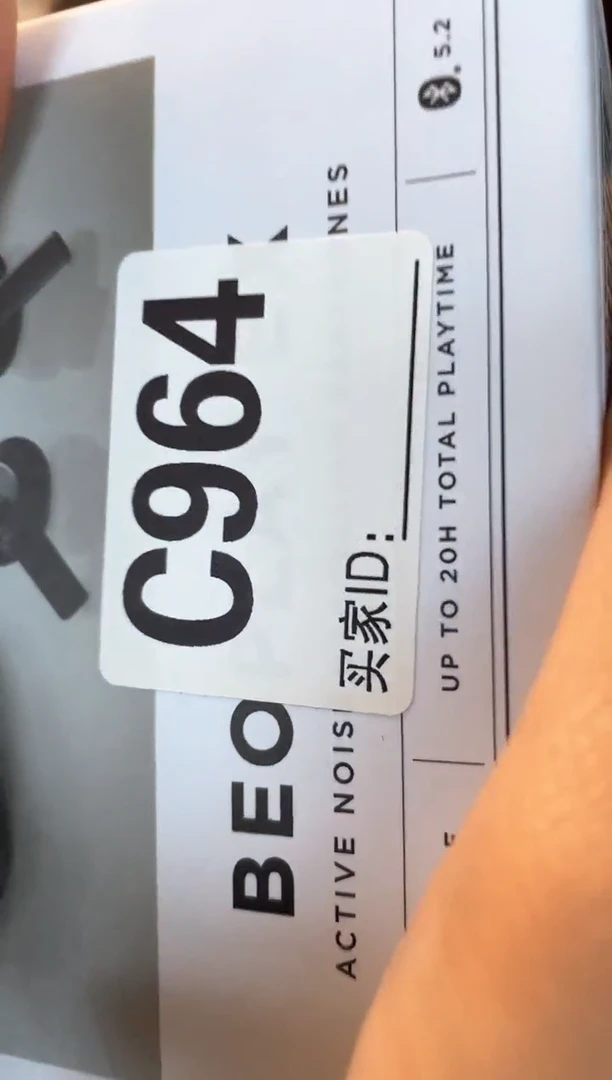 C964
买家ID:
BEO
ACTIVE NOIS NES
UP TO 20H TOTAL PLAYTIME
5.2